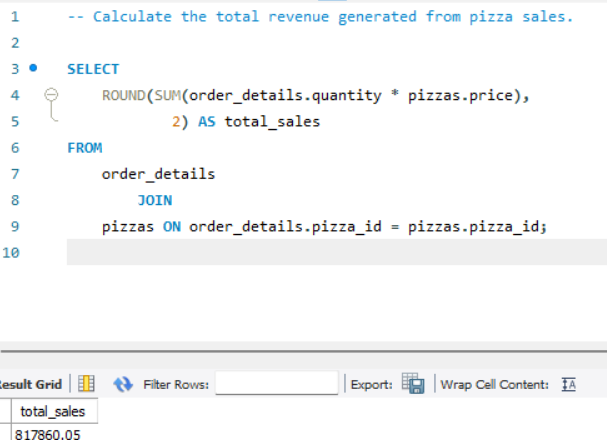 1 -- Calculate the total revenue generated from pizza sales.
2
3 SELECT
4 ROUND(SUM(order_details.quantity * pizzas.price),
5 2) AS total_sales
6 FROM
7 order_details
8 JOIN
9 pizzas ON order_details.pizza_id = pizzas.pizza_id;
10
Result Grid Filter Rows: Export: Wrap Cell Content: IA
total_sales
817860.05